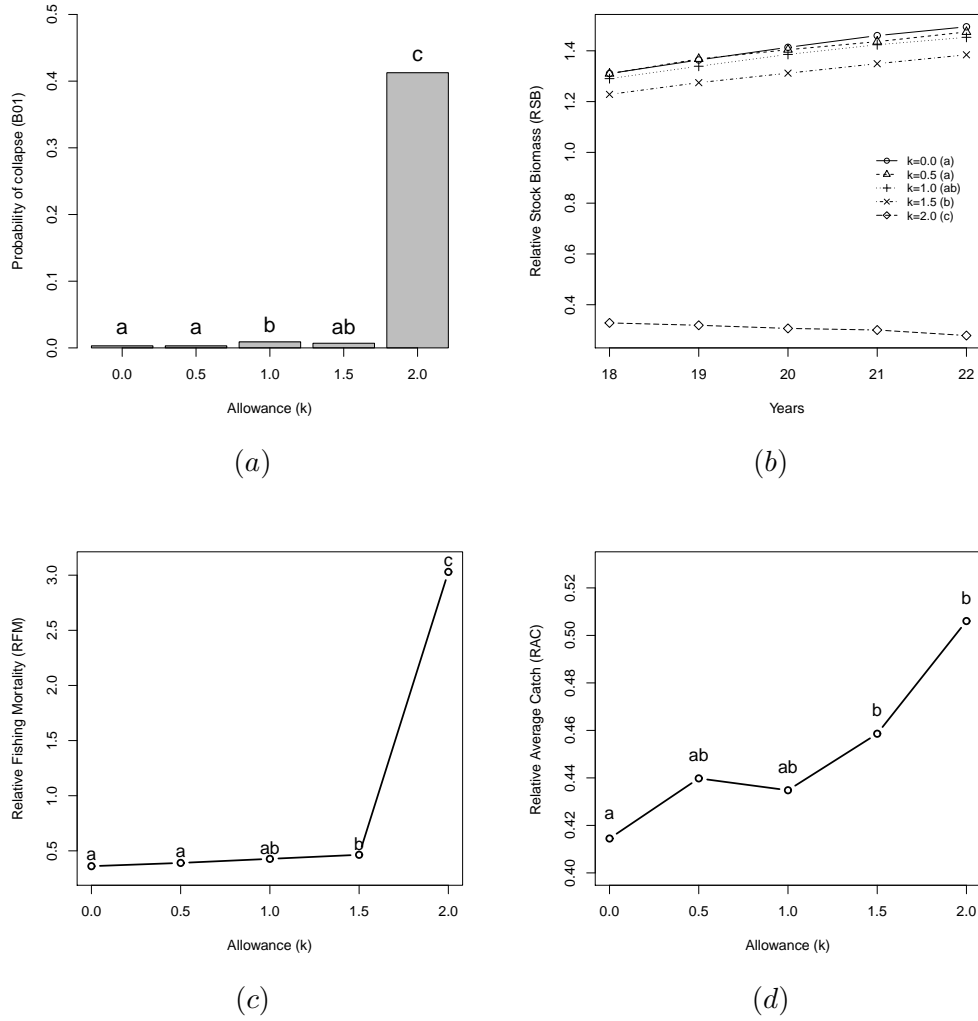 Probability of collapse (B01)
0.0 0.1 0.2 0.3 0.4 0.5
a a b ab c
0.0 0.5 1.0 1.5 2.0
Allowance (k)
(a)
Relative Stock Biomass (RSB)
0.4 0.6 0.8 1.0 1.2 1.4
k=0.0 (a)
k=0.5 (a)
k=1.0 (ab)
k=1.5 (b)
k=2.0 (c)
18 19 20 21 22
Years
(b)
Relative Fishing Mortality (RFM)
0.5 1.0 1.5 2.0 2.5 3.0
a a ab b c
0.0 0.5 1.0 1.5 2.0
Allowance (k)
(c)
Relative Average Catch (RAC)
0.40 0.42 0.44 0.46 0.48 0.50 0.52
a ab ab b b
0.0 0.5 1.0 1.5 2.0
Allowance (k)
(d)